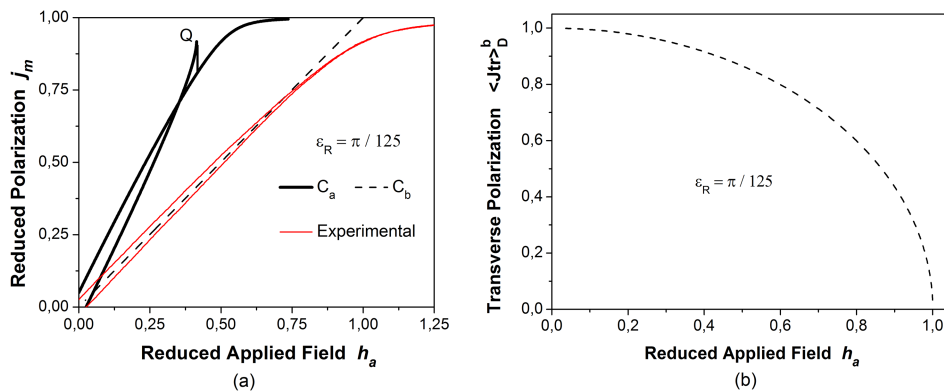 1,00
0,75
0,50
0,25
0,00
0,00 0,25 0,50 0,75 1,00 1,25
Reduced Polarization j_m
Q
ε_R = π / 125
C_a C_b
Experimental
Reduced Applied Field h_a
(a)
1,0
0,8
0,6
0,4
0,2
0,0
0,0 0,2 0,4 0,6 0,8 1,0
Transverse Polarization <Jtr>_D^b
ε_R = π / 125
Reduced Applied Field h_a
(b)